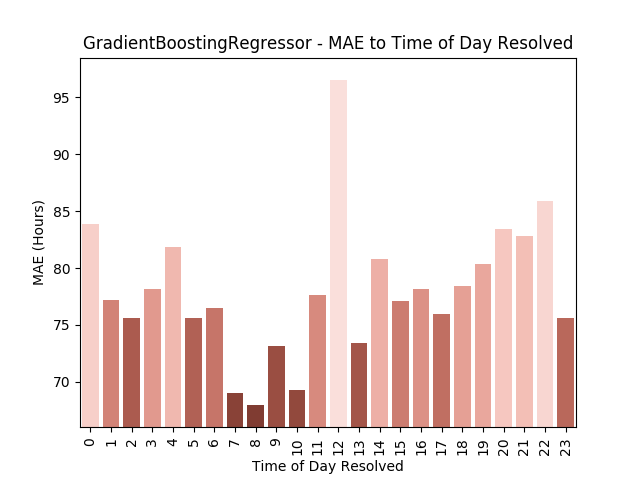 GradientBoostingRegressor - MAE to Time of Day Resolved
95
90
85
80
75
70
MAE (Hours)
0 1 2 3 4 5 6 7 8 9 10 11 12 13 14 15 16 17 18 19 20 21 22 23
Time of Day Resolved